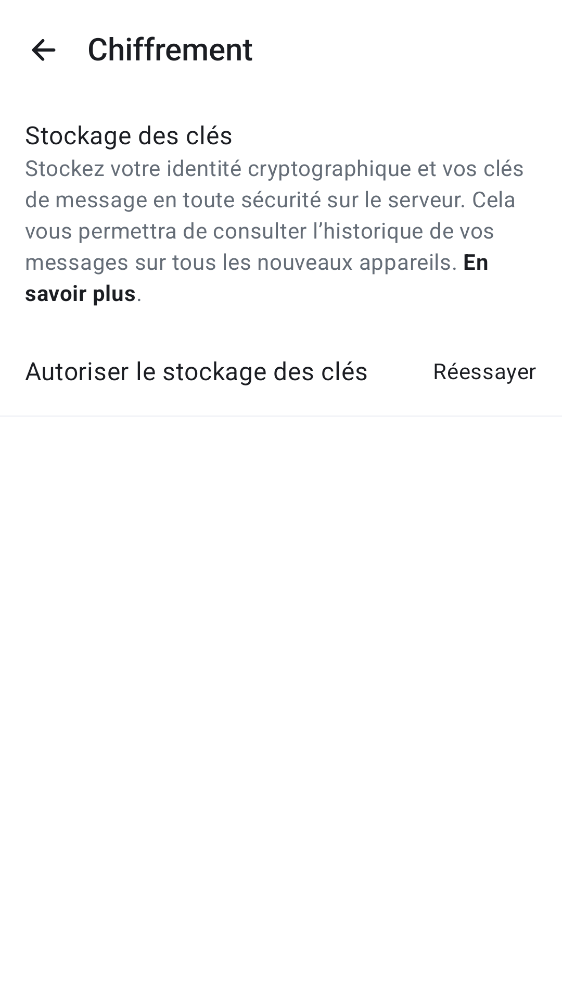 Chiffrement
Stockage des clés
Stockez votre identité cryptographique et vos clés
de message en toute sécurité sur le serveur. Cela
vous permettra de consulter l’historique de vos
messages sur tous les nouveaux appareils. En
savoir plus.
Autoriser le stockage des clés Réessayer